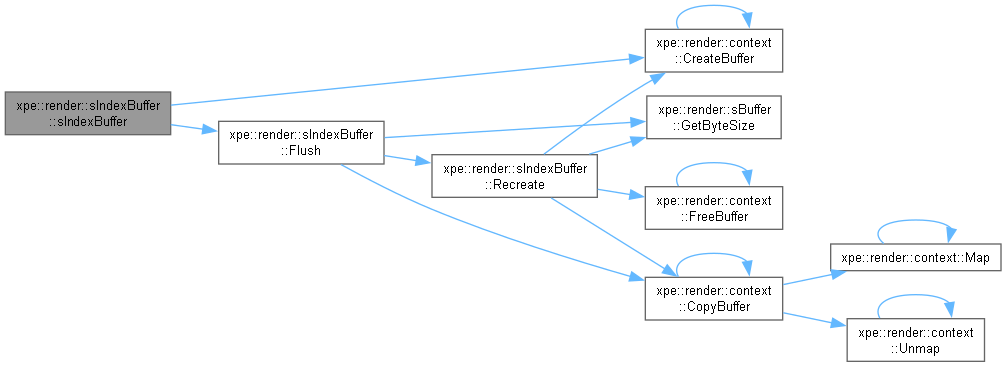 xpe::render::context
::CreateBuffer
xpe::render::sIndexBuffer
::sIndexBuffer
xpe::render::sBuffer
::GetByteSize
xpe::render::sIndexBuffer
::Flush
xpe::render::sIndexBuffer
::Recreate
xpe::render::context
::FreeBuffer
xpe::render::context::Map
xpe::render::context
::CopyBuffer
xpe::render::context
::Unmap